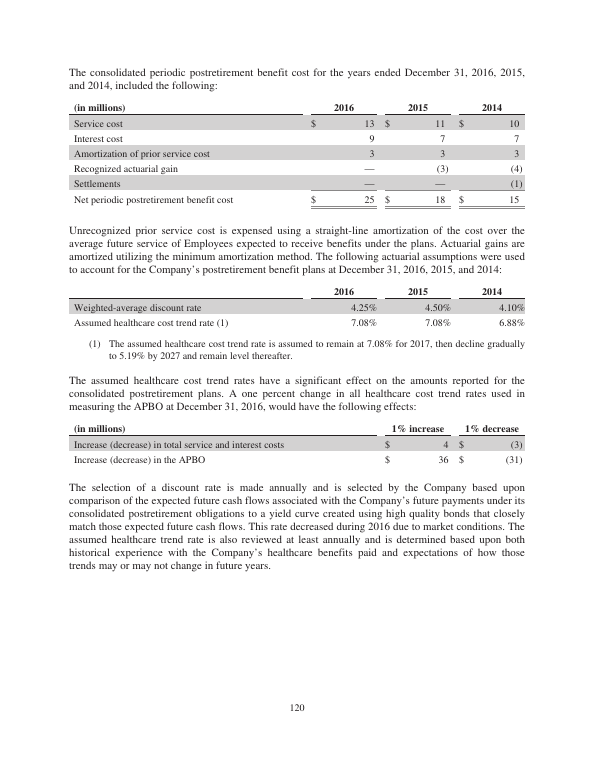 The consolidated periodic postretirement benefit cost for the years ended December 31, 2016, 2015,
and 2014, included the following:
(in millions) 2016 2015 2014
Service cost $ 13 $ 11 $ 10
Interest cost 9 7 7
Amortization of prior service cost 3 3 3
Recognized actuarial gain — (3) (4)
Settlements — — (1)
Net periodic postretirement benefit cost $ 25 $ 18 $ 15
Unrecognized prior service cost is expensed using a straight-line amortization of the cost over the
average future service of Employees expected to receive benefits under the plans. Actuarial gains are
amortized utilizing the minimum amortization method. The following actuarial assumptions were used
to account for the Company's postretirement benefit plans at December 31, 2016, 2015, and 2014:
2016 2015 2014
Weighted-average discount rate 4.25% 4.50% 4.10%
Assumed healthcare cost trend rate (1) 7.08% 7.08% 6.88%
(1) The assumed healthcare cost trend rate is assumed to remain at 7.08% for 2017, then decline gradually
to 5.19% by 2027 and remain level thereafter.
The assumed healthcare cost trend rates have a significant effect on the amounts reported for the
consolidated postretirement plans. A one percent change in all healthcare cost trend rates used in
measuring the APBO at December 31, 2016, would have the following effects:
(in millions) 1% increase 1% decrease
Increase (decrease) in total service and interest costs $ 4 $ (3)
Increase (decrease) in the APBO $ 36 $ (31)
The selection of a discount rate is made annually and is selected by the Company based upon
comparison of the expected future cash flows associated with the Company's future payments under its
consolidated postretirement obligations to a yield curve created using high quality bonds that closely
match those expected future cash flows. This rate decreased during 2016 due to market conditions. The
assumed healthcare trend rate is also reviewed at least annually and is determined based upon both
historical experience with the Company's healthcare benefits paid and expectations of how those
trends may or may not change in future years.
120